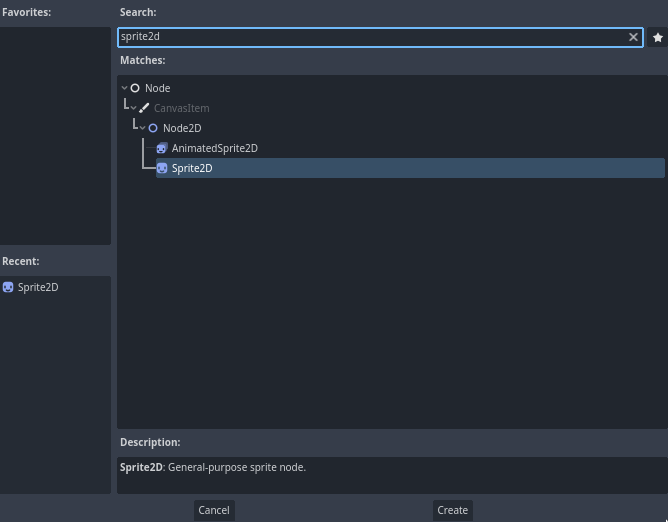 Favorites:
Search:
sprite2d
Matches:
Node
CanvasItem
Node2D
AnimatedSprite2D
Sprite2D
Recent:
Sprite2D
Description:
Sprite2D: General-purpose sprite node.
Cancel
Create